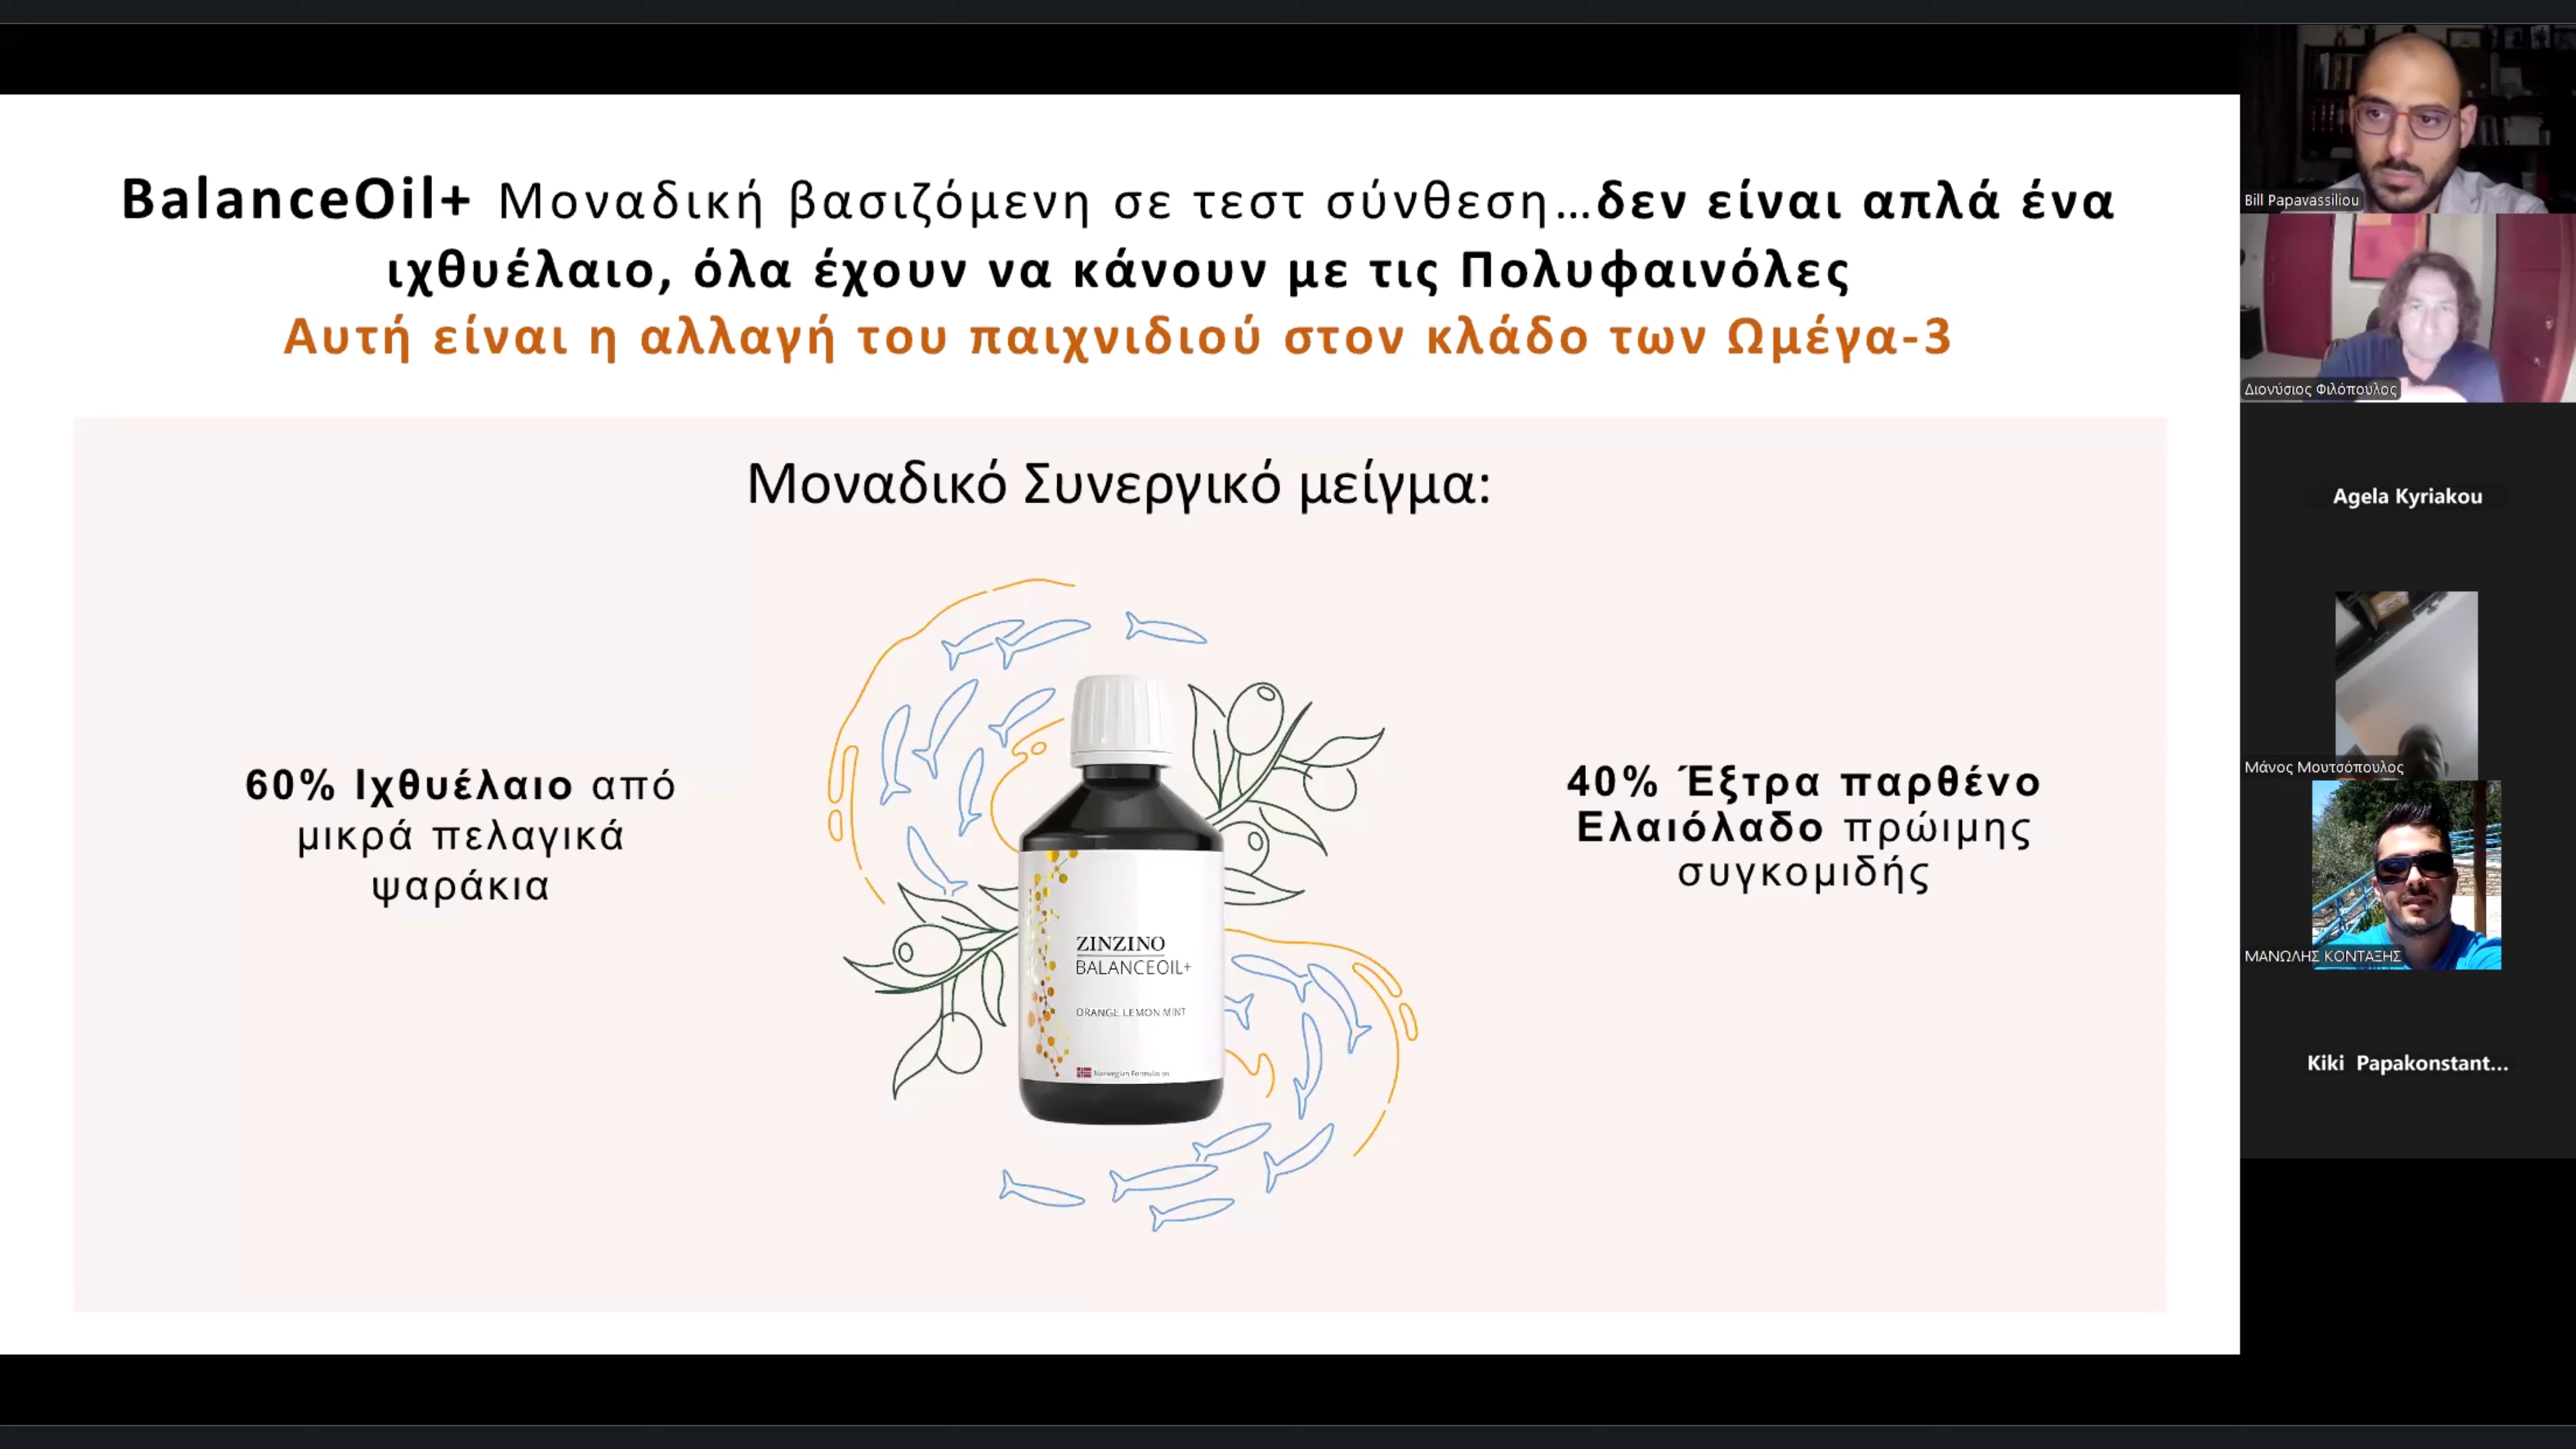 BalanceOil+ Μοναδική βασιζόμενη σε τεστ σύνθεση...δεν είναι απλά ένα
ιχθυέλαιο, όλα έχουν να κάνουν με τις Πολυφαινόλες
Αυτή είναι η αλλαγή του παιχνιδιού στον κλάδο των Ωμέγα-3
Μοναδικό Συνεργικό μείγμα:
60% Ιχθυέλαιο από
μικρά πελαγικά
ψαράκια
40% Έξτρα παρθένο
Ελαιόλαδο πρώιμης
συγκομιδής
ZINZINO
BALANCEOIL+
ORANGE LEMON MINT
Norwegian Formulation
Bill Papavassiliou
Διονύσιος Φιλόπουλος
Agela Kyriakou
Μάνος Μουτσόπουλος
ΜΑΝΩΛΗΣ ΚΟΝΤΑΞΗΣ
Kiki Papakonstant...